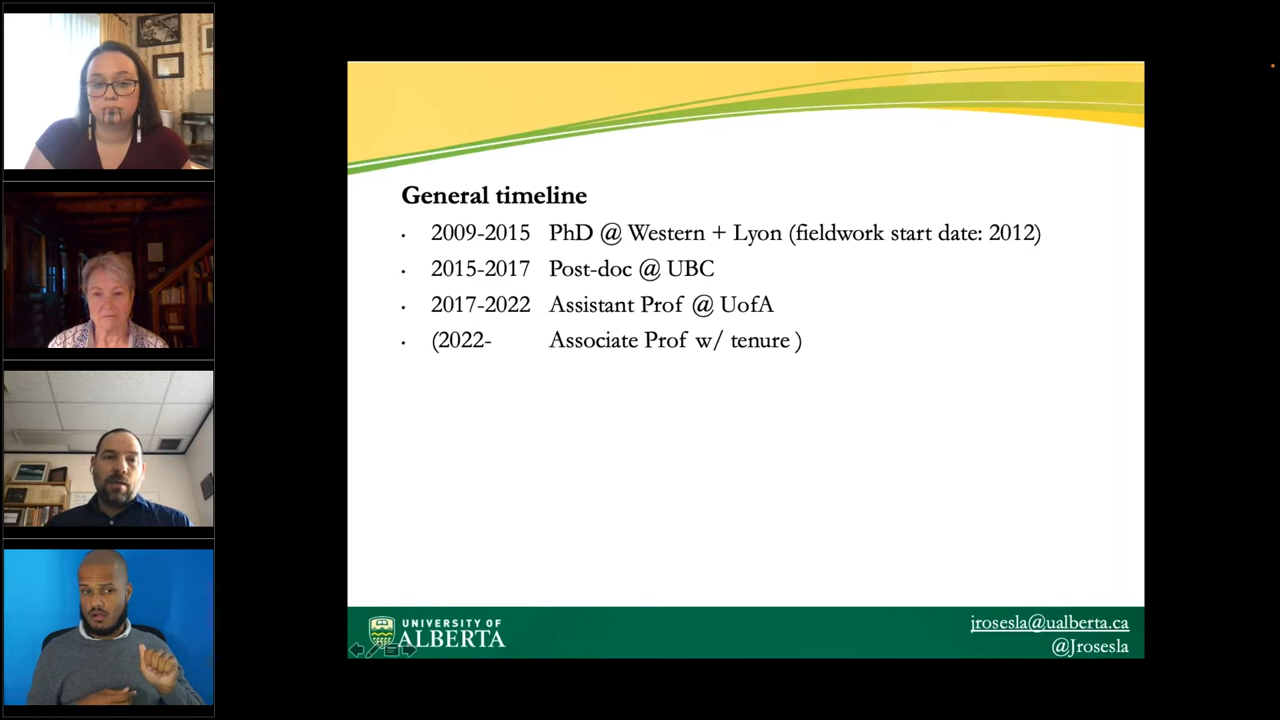 General timeline
· 2009-2015 PhD @ Western + Lyon (fieldwork start date: 2012)
· 2015-2017 Post-doc @ UBC
· 2017-2022 Assistant Prof @ UofA
· (2022- Associate Prof w/ tenure )
UNIVERSITY OF
ALBERTA
jrosesla@ualberta.ca
@Jrosesla